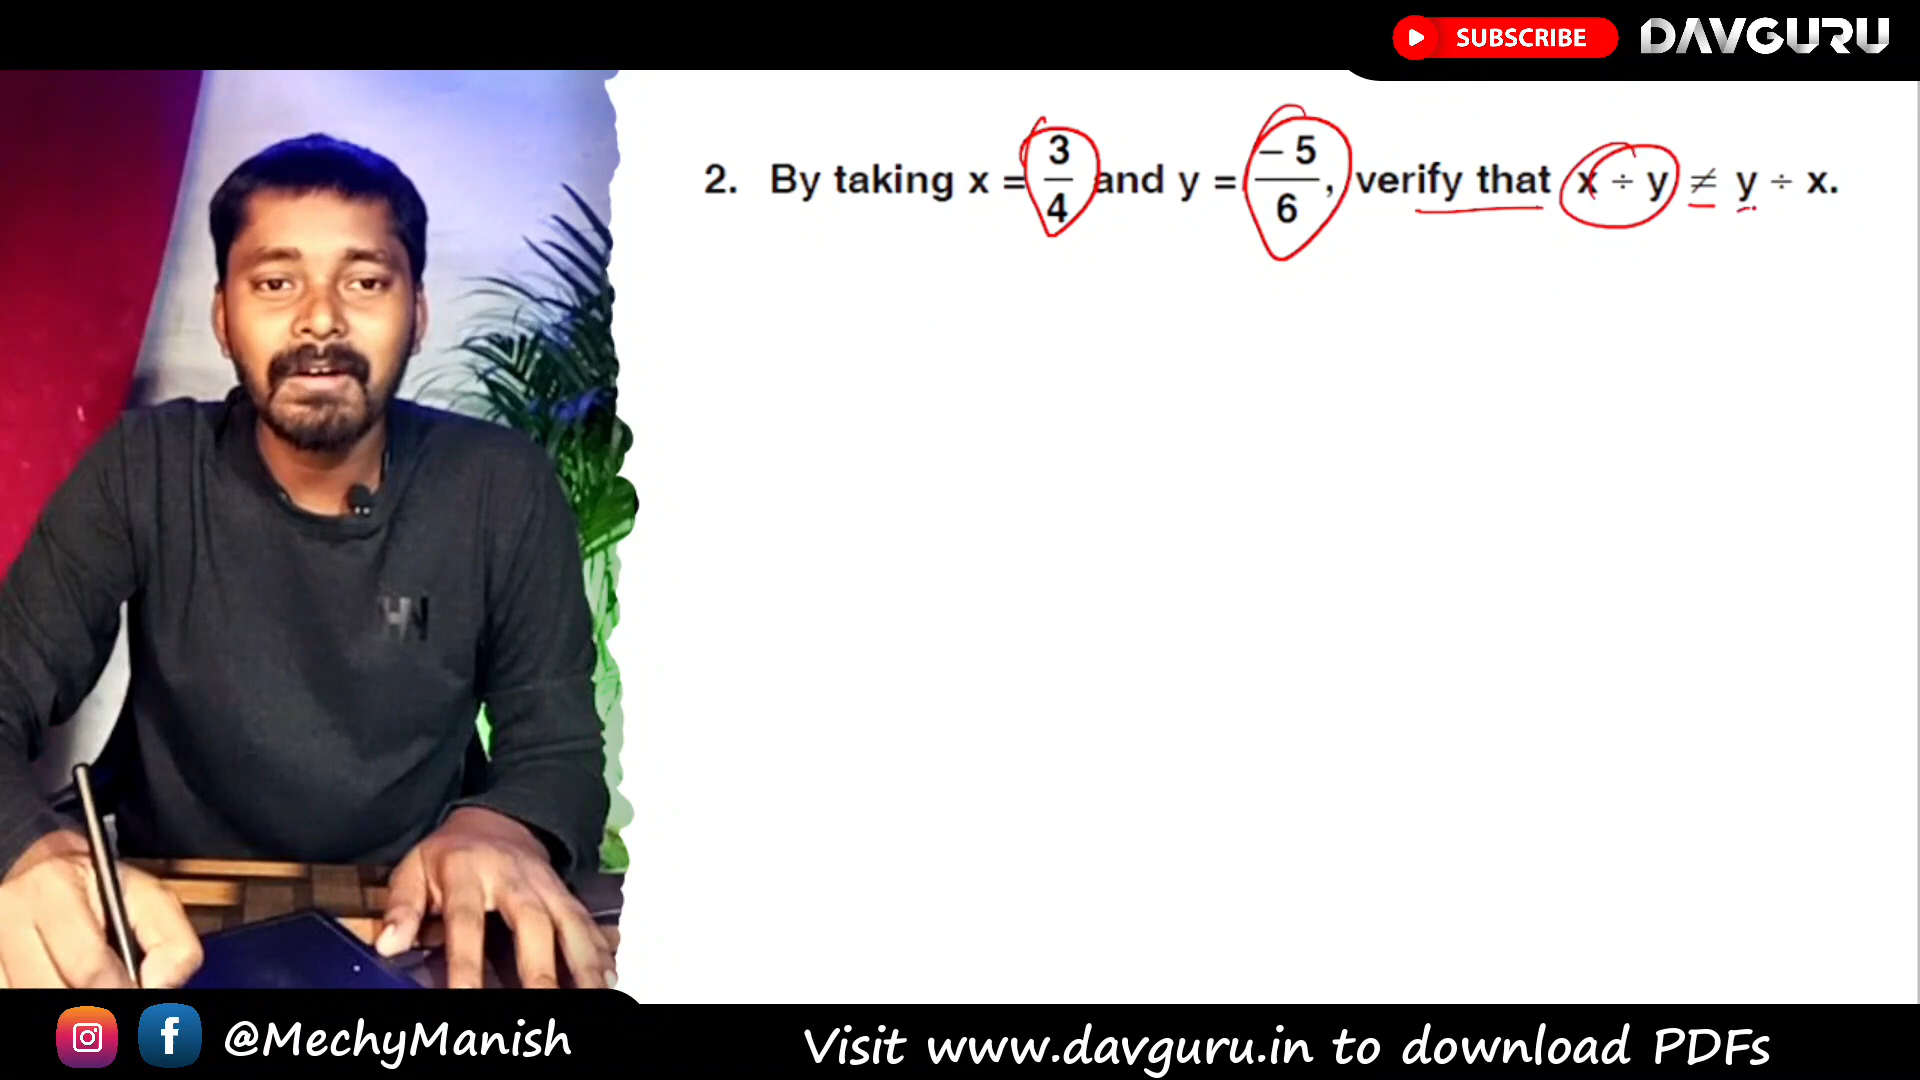 SUBSCRIBE DAVGURU
2. By taking x = 3/4 and y = -5/6, verify that x ÷ y ≠ y ÷ x.
@MechyManish
Visit www.davguru.in to download PDFs